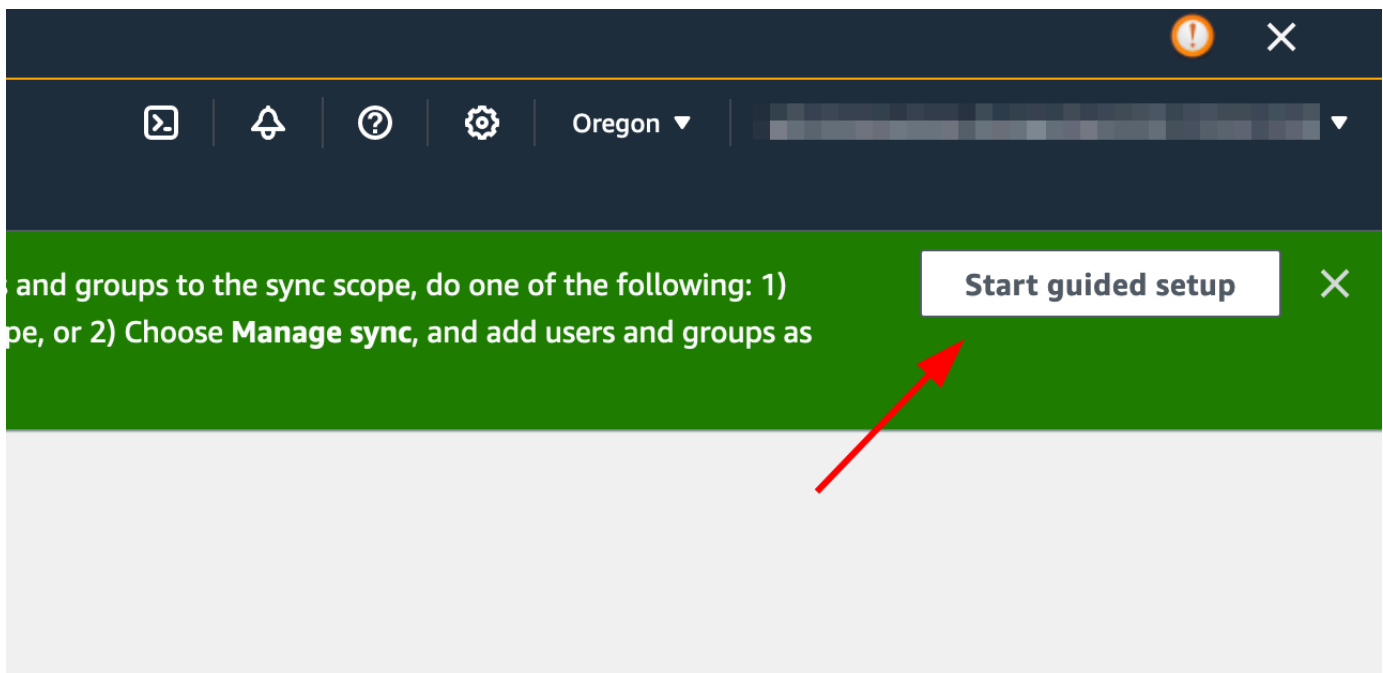 Oregon
and groups to the sync scope, do one of the following: 1)
Start guided setup
or 2) Choose Manage sync, and add users and groups as